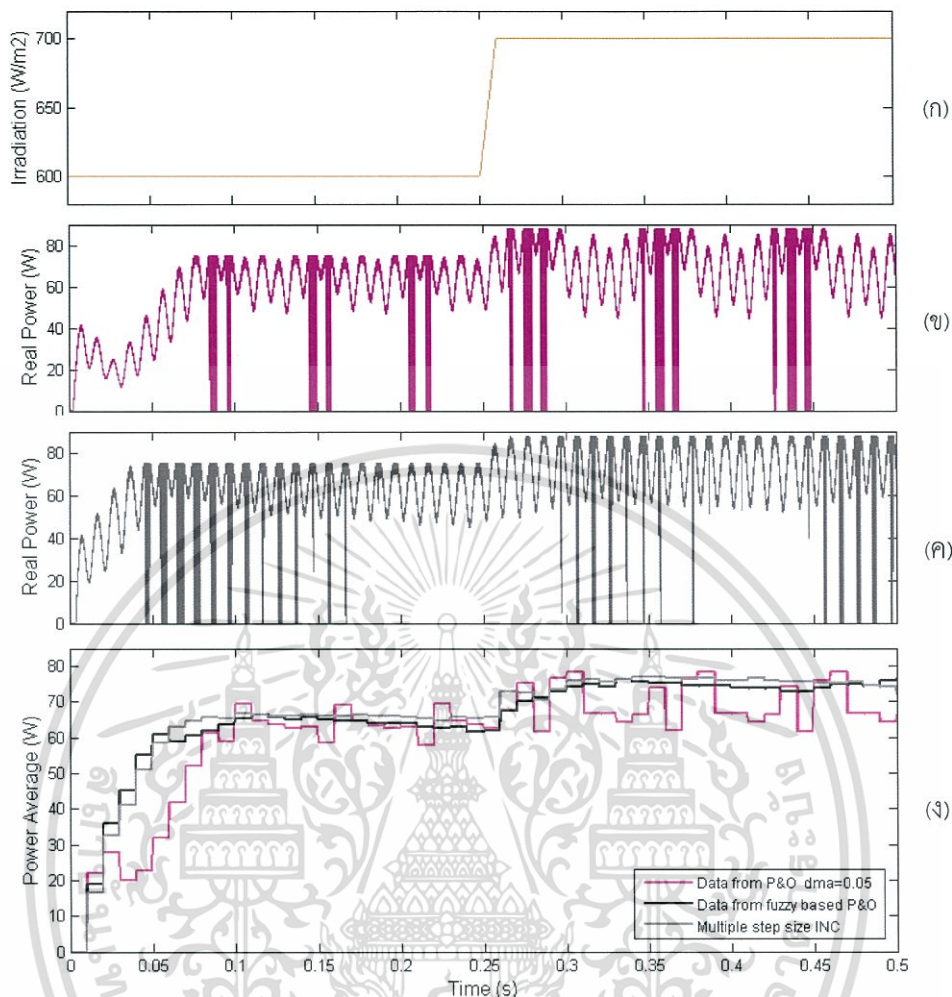 Irradiation (W/m2)
700
650
600
(ก)
Real Power (W)
80
60
40
20
0
(ข)
Real Power (W)
80
60
40
20
0
(ค)
Power Average (W)
80
70
60
50
40
30
20
10
0
(ง)
Data from P&O dma=0.05
Data from fuzzy based P&O
Multiple step size INC
0 0.05 0.1 0.15 0.2 0.25 0.3 0.35 0.4 0.45 0.5
Time (s)